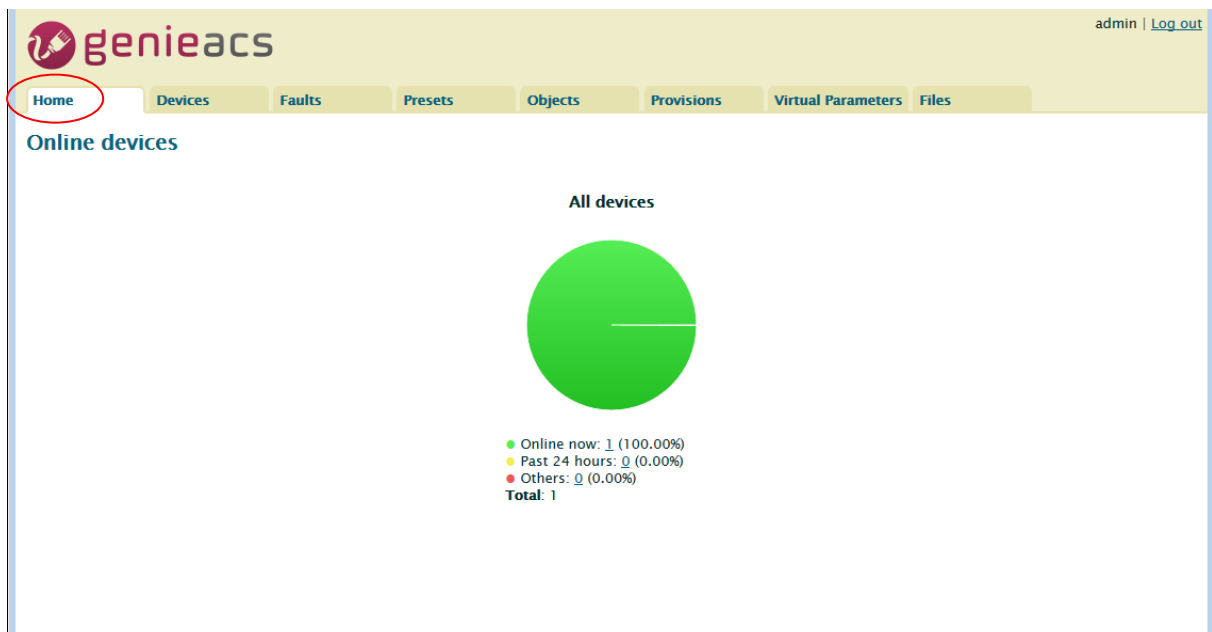 genieacs
admin | Log out
Home Devices Faults Presets Objects Provisions Virtual Parameters Files
Online devices
All devices
Online now: 1 (100.00%)
Past 24 hours: 0 (0.00%)
Others: 0 (0.00%)
Total: 1